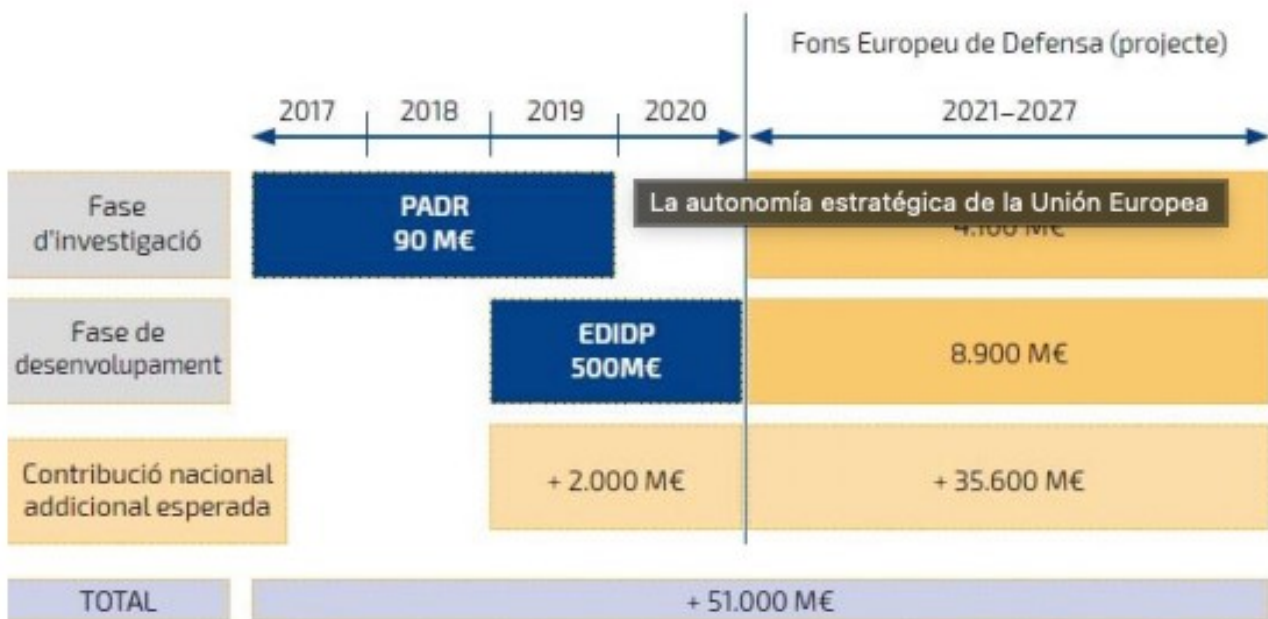 Fons Europeu de Defensa (projecte)
2017
2018
2019
2020
2021–2027
Fase
d'investigació
PADR
90 M€
La autonomía estratégica de la Unión Europea
M€
Fase de
desenvolupament
EDIDP
500M€
8.900 M€
Contribució nacional
addicional esperada
+ 2.000 M€
+ 35.600 M€
TOTAL
+ 51.000 M€